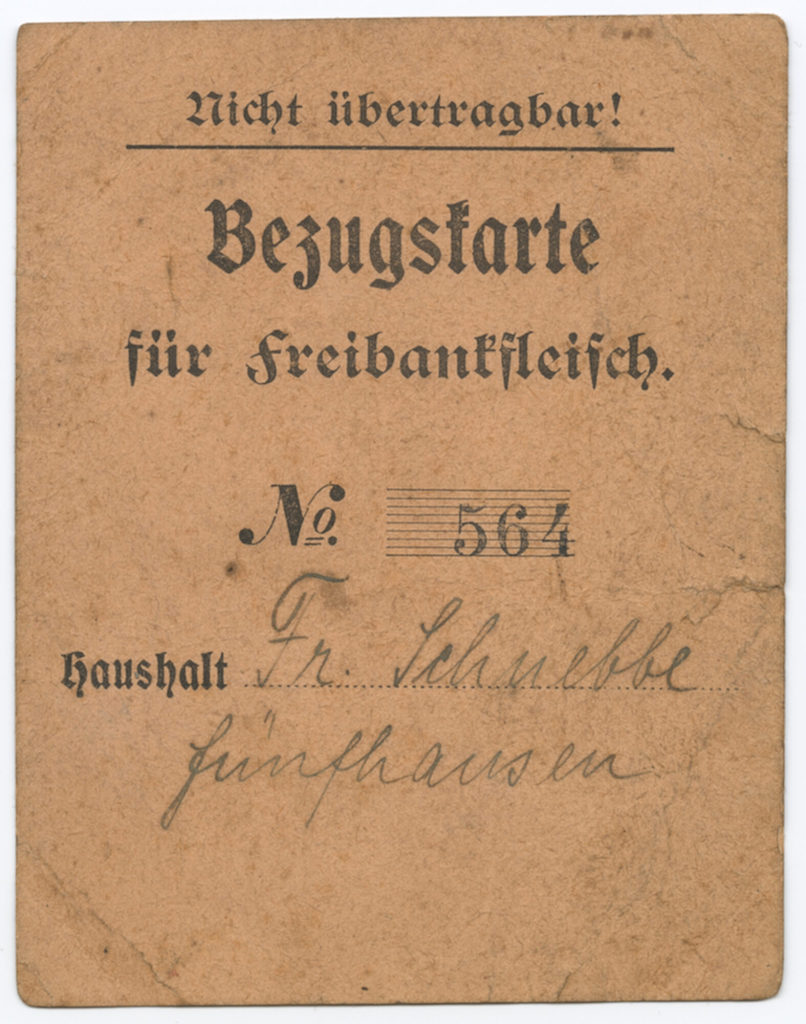 Nicht übertragbar!
Bezugskarte
für Freibankfleisch.
No. 564
Haushalt Fr. Schnebbe
Fünfhausen